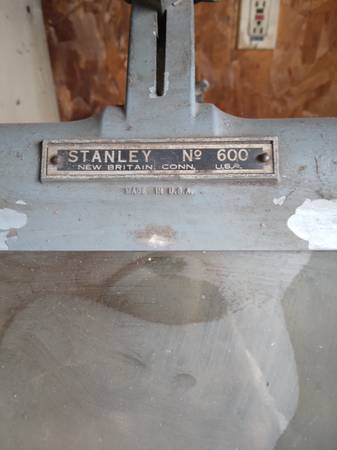 STANLEY Nº 600
NEW BRITAIN, CONN. U.S.A.
MADE IN U.S.A.